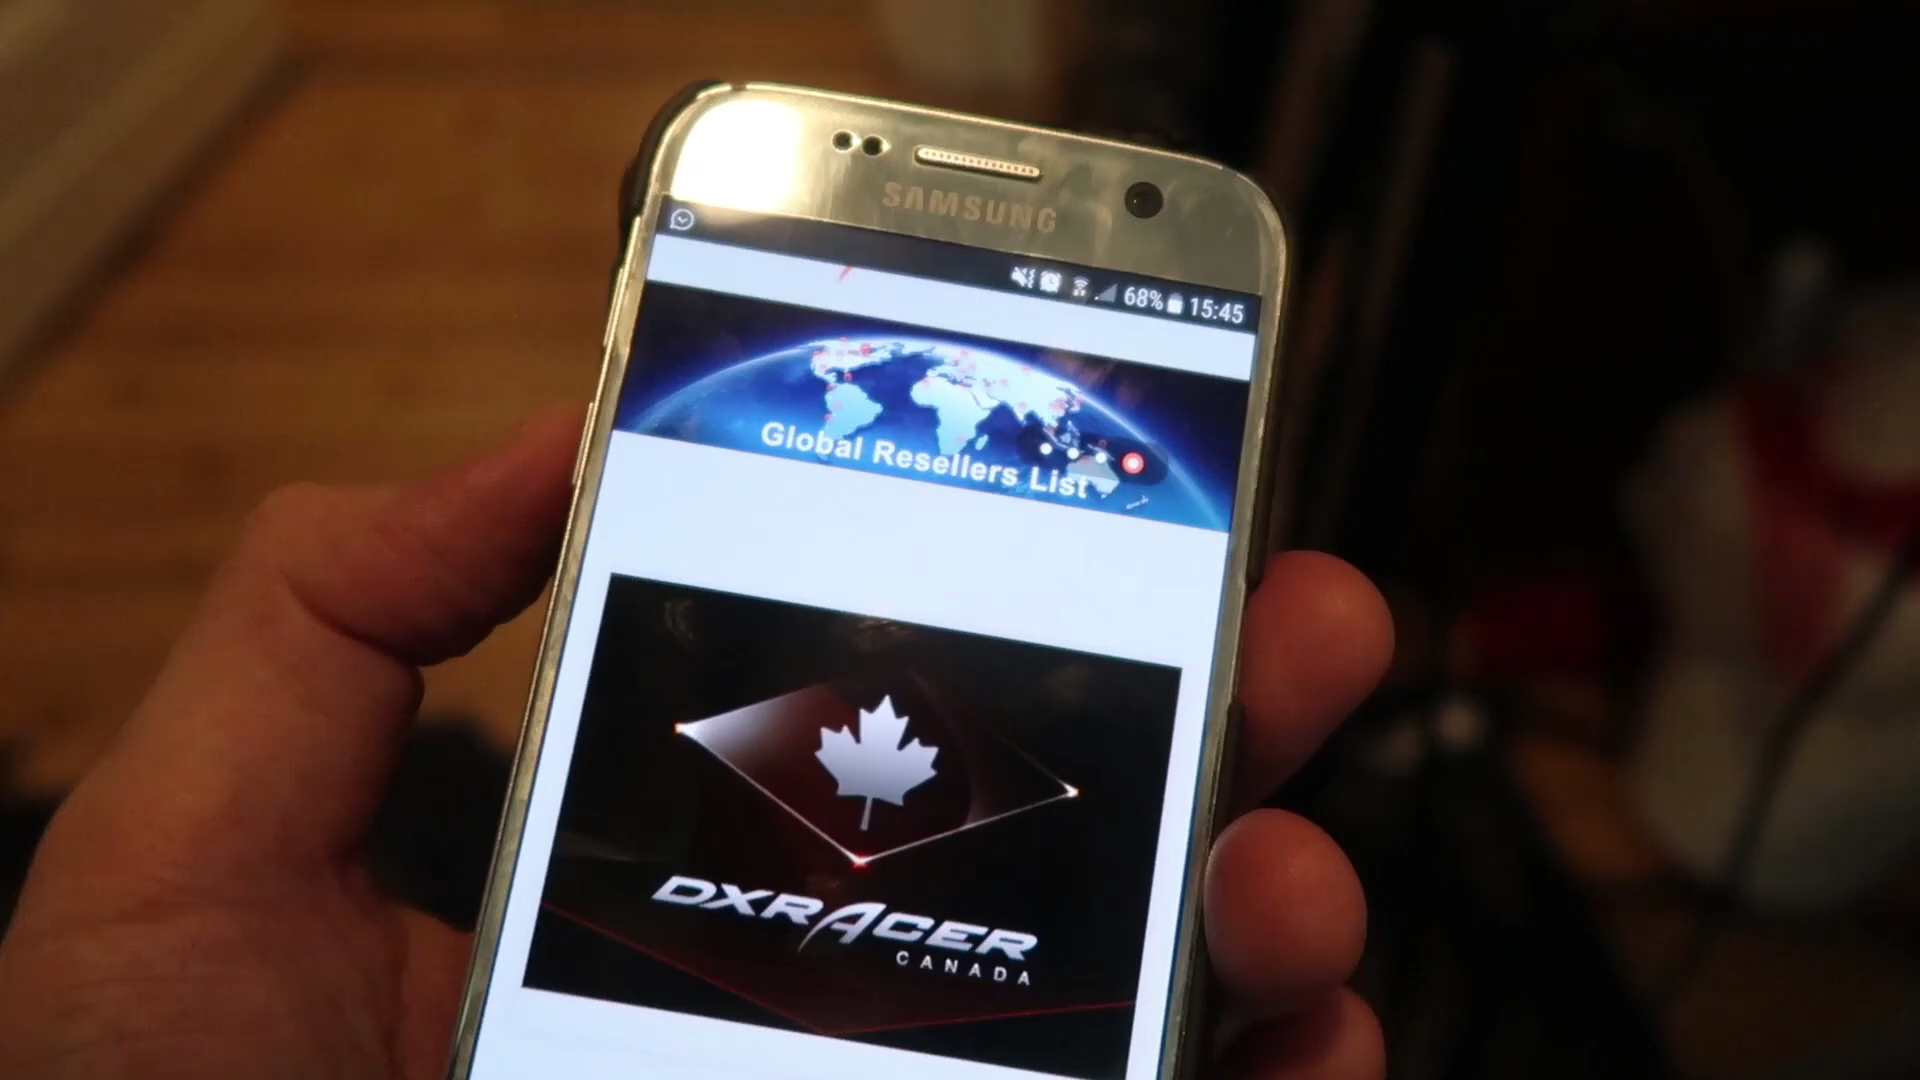 SAMSUNG
68% 15:45
Global Resellers List
DXRACER
CANADA